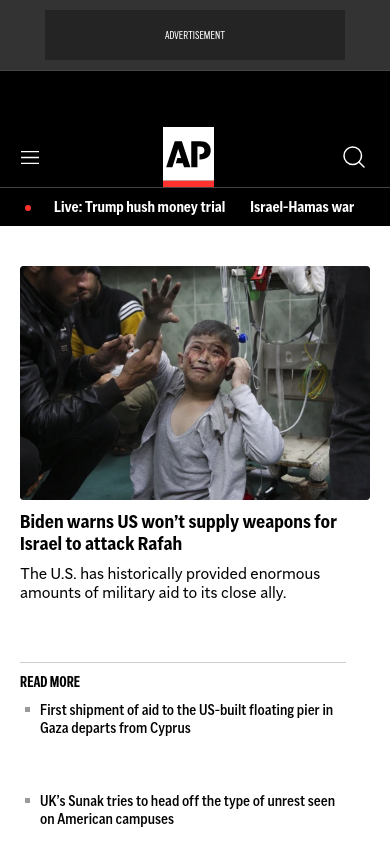 ADVERTISEMENT
AP
Live: Trump hush money trial
Israel-Hamas war
Biden warns US won’t supply weapons for
Israel to attack Rafah
The U.S. has historically provided enormous
amounts of military aid to its close ally.
READ MORE
First shipment of aid to the US-built floating pier in
Gaza departs from Cyprus
UK’s Sunak tries to head off the type of unrest seen
on American campuses